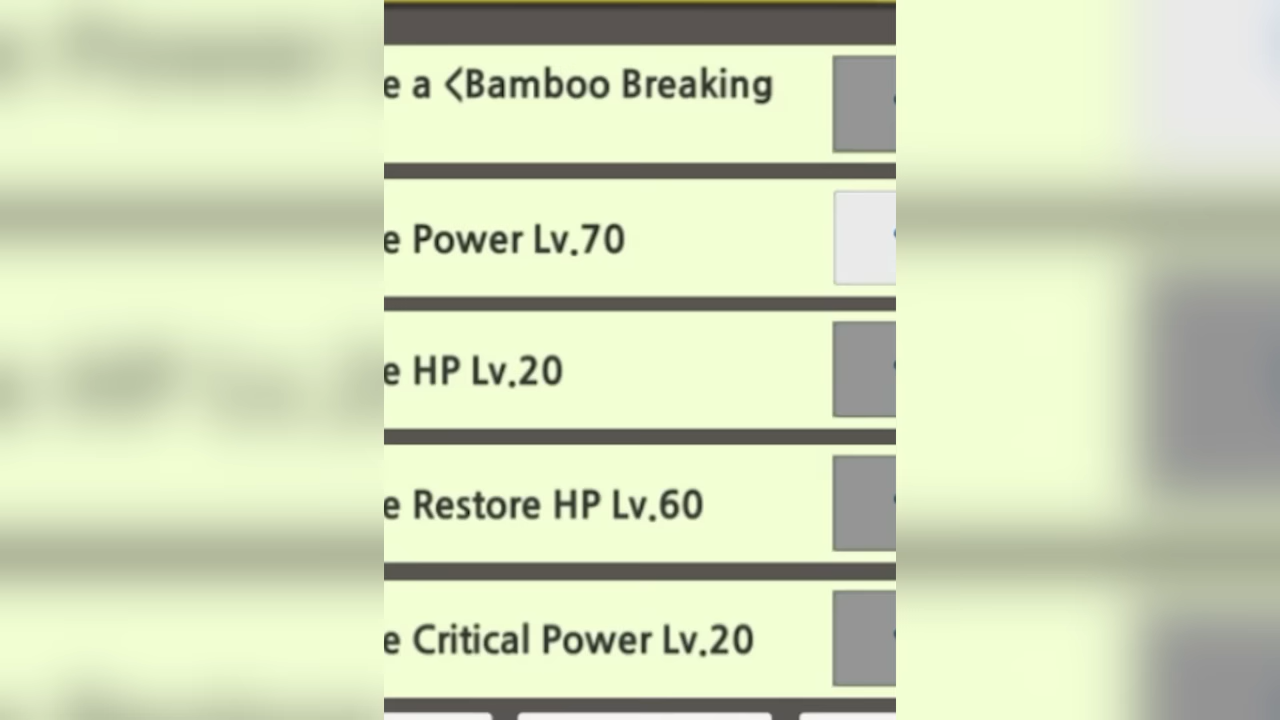 e a <Bamboo Breaking
e Power Lv.70
e HP Lv.20
e Restore HP Lv.60
e Critical Power Lv.20